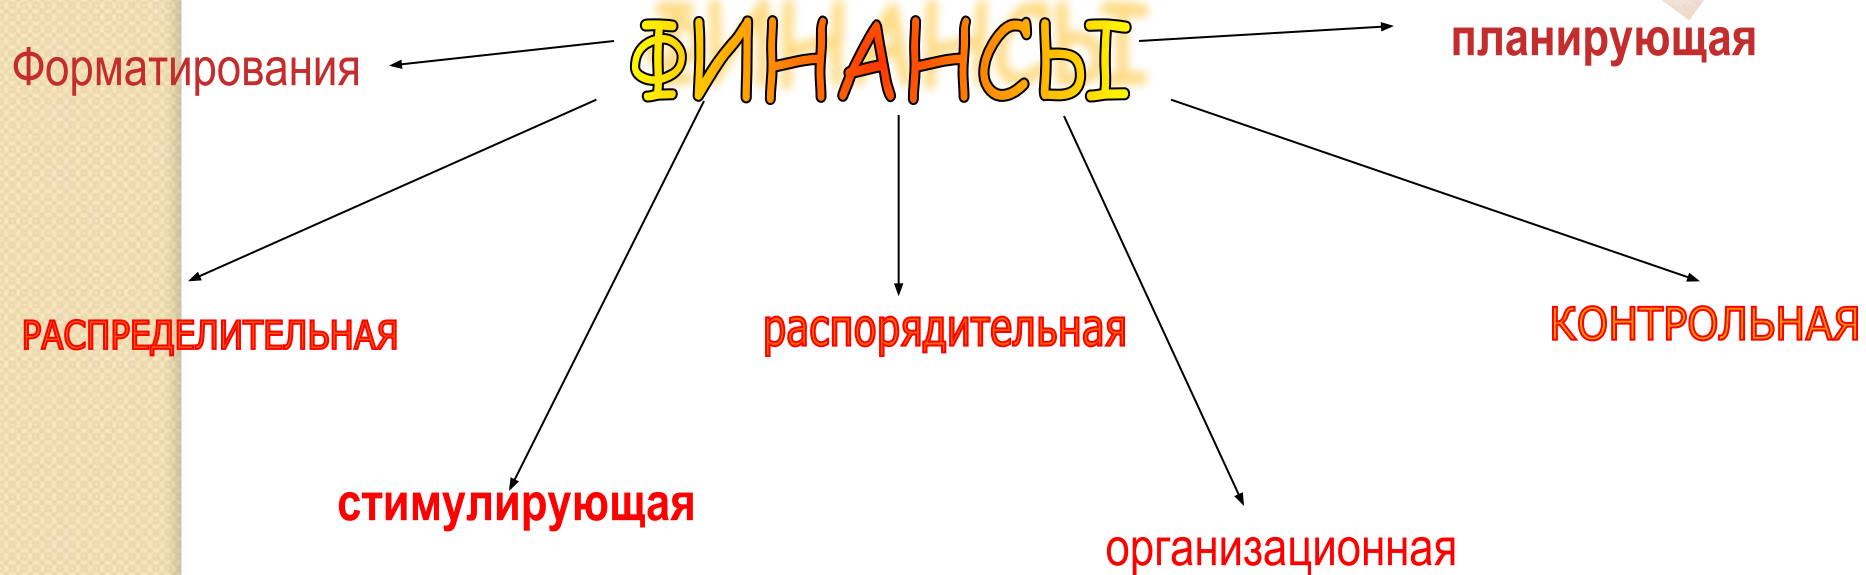 ФИНАНСЫ
планирующая
Форматирования
РАСПРЕДЕЛИТЕЛЬНАЯ
распорядительная
КОНТРОЛЬНАЯ
стимулирующая
организационная